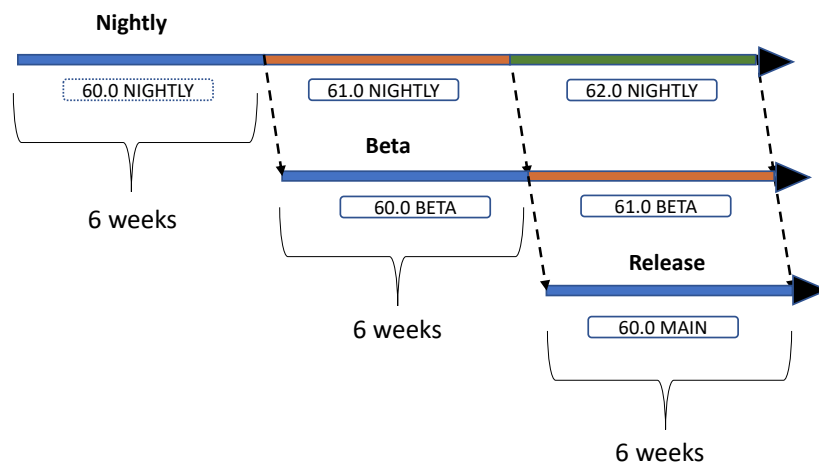 Nightly
60.0 NIGHTLY
61.0 NIGHTLY
62.0 NIGHTLY
Beta
6 weeks
60.0 BETA
61.0 BETA
Release
6 weeks
60.0 MAIN
6 weeks